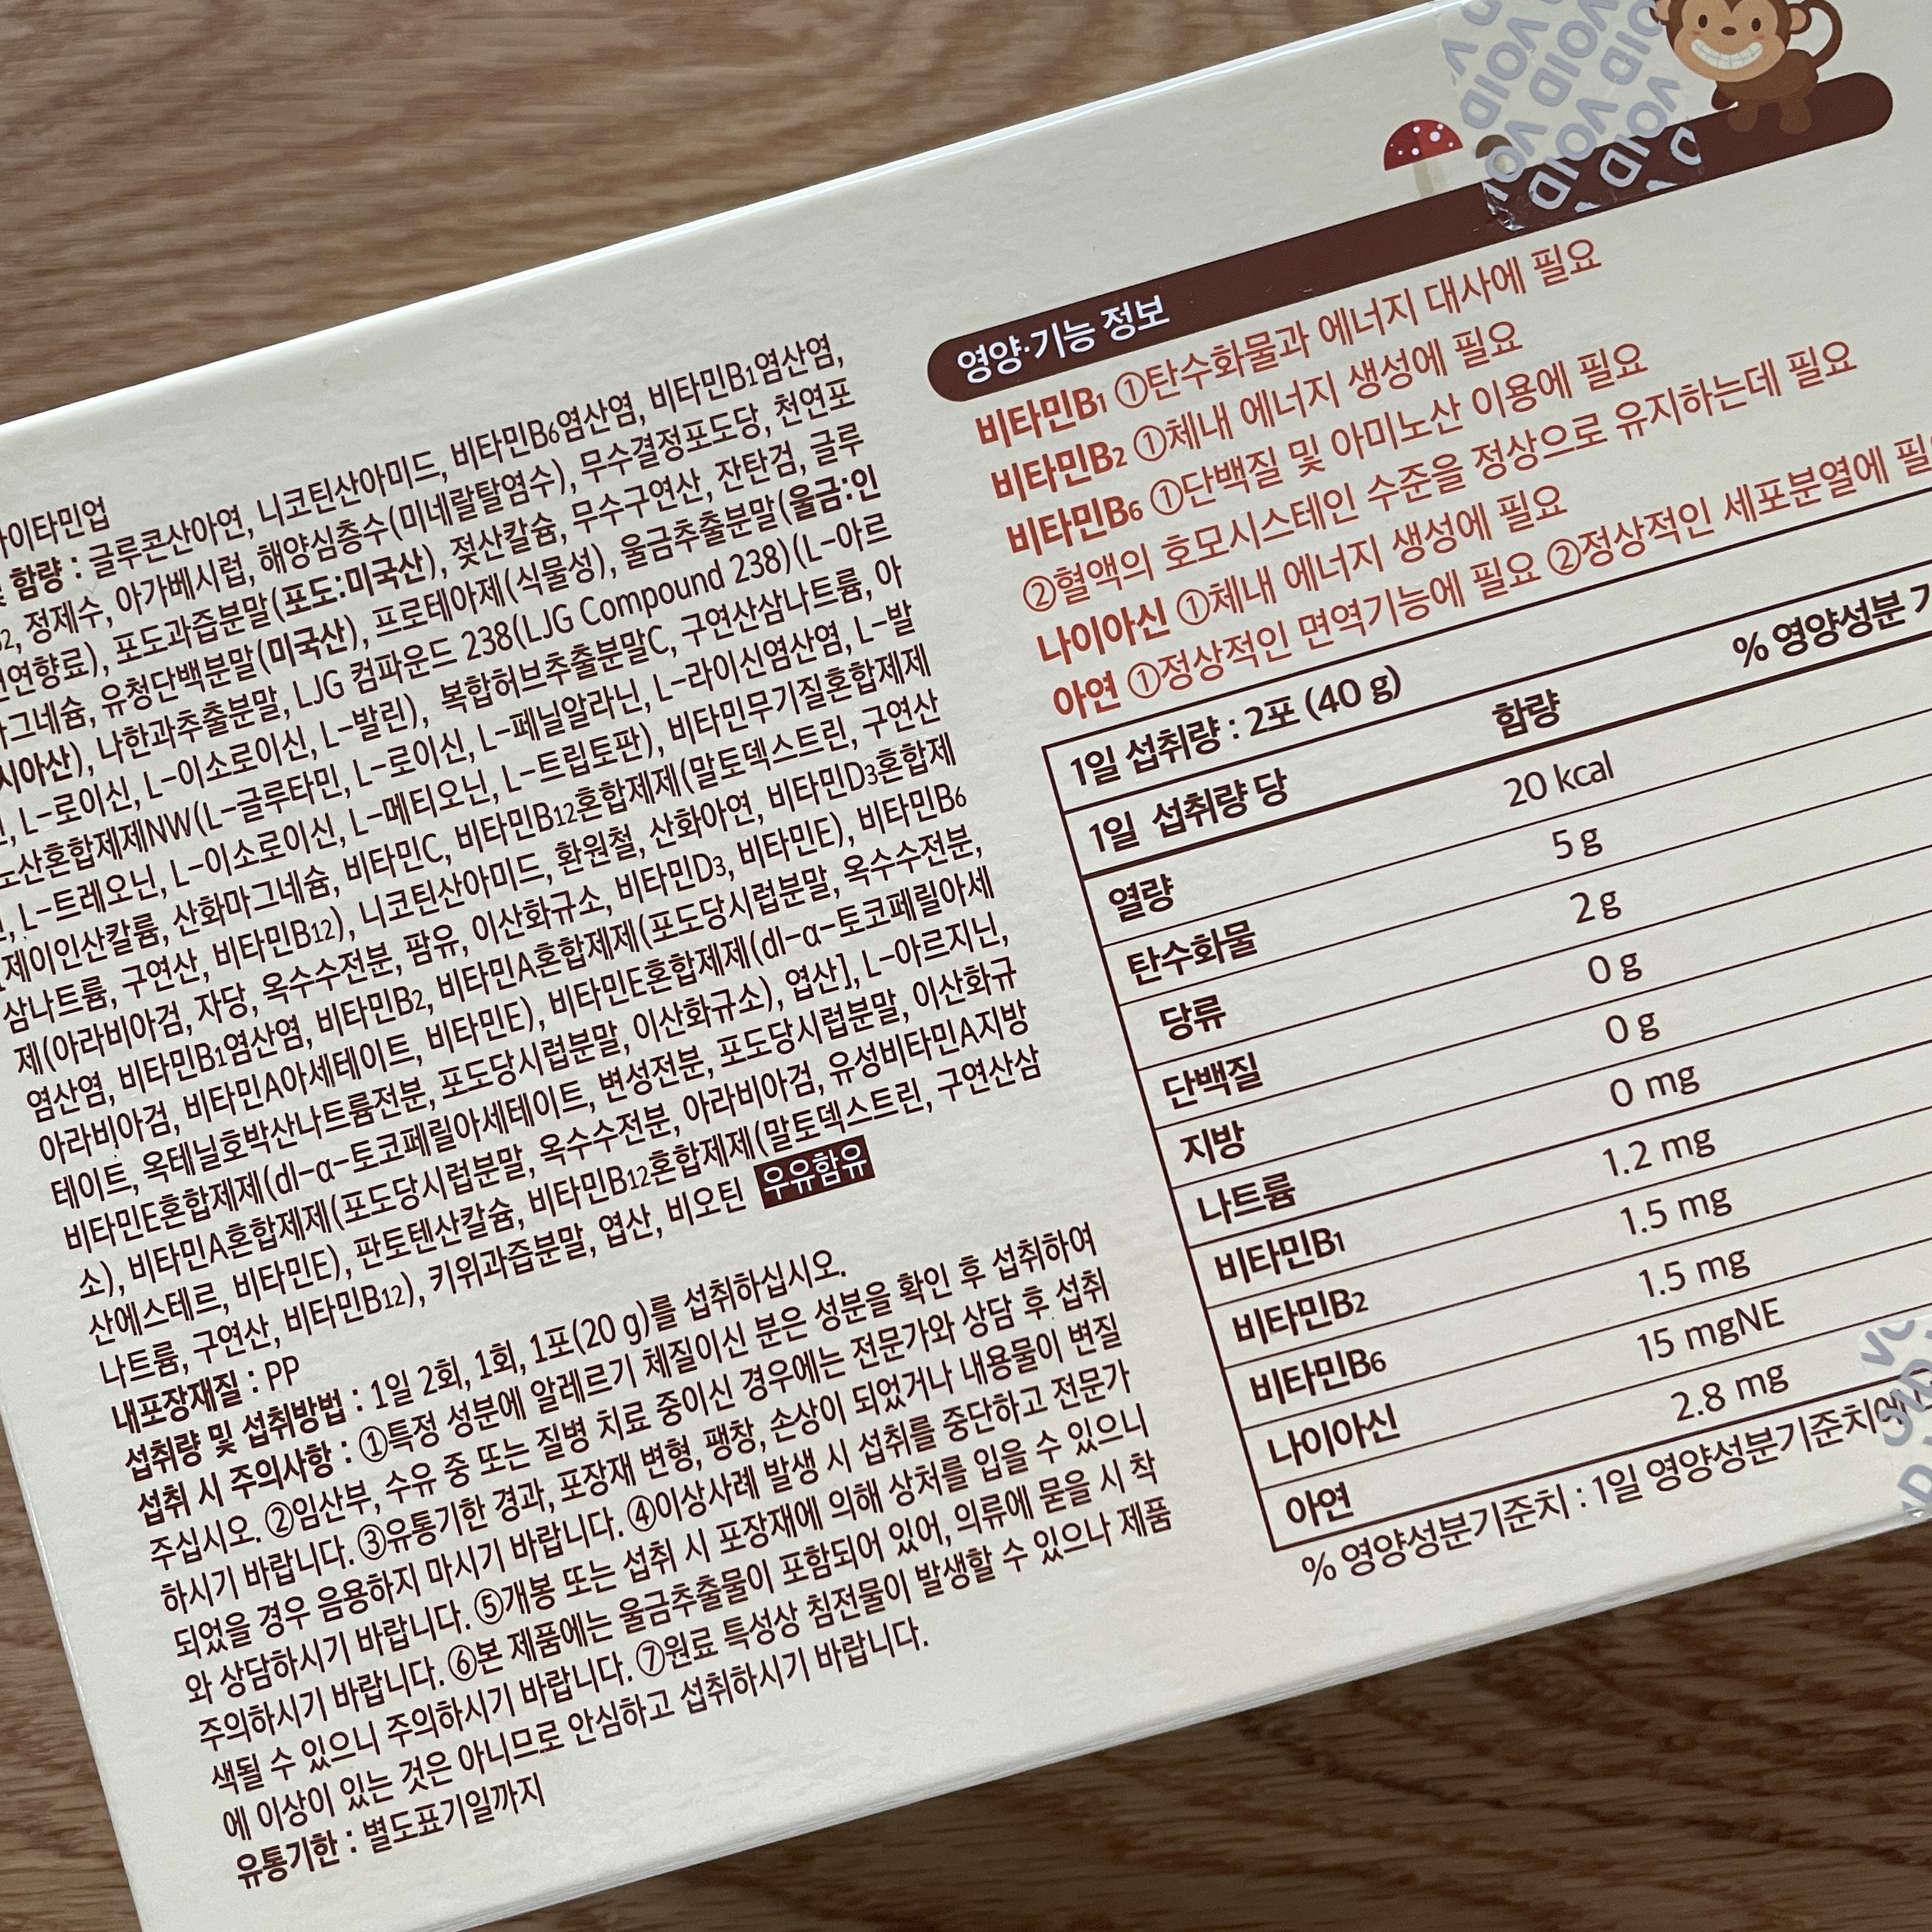 이타민업
함량 : 글루콘산아연, 니코틴산아미드, 비타민B6염산염, 비타민B1염산염,
정제수, 아가베시럽, 해양심층수(미네랄탈염수), 무수결정포도당, 천연포
연향료), 포도과즙분말(포도:미국산), 젖산칼슘, 무수구연산, 잔탄검, 글루
그네슘, 유청단백분말(미국산), 프로테아제(식물성), 울금추출분말(울금:인
시아산), 나한과추출분말, LJG 컴파운드 238(LJG Compound 238)(L-아르
L-로이신, L-이소로이신, L-발린), 복합허브추출분말C, 구연산삼나트륨, 아
노산혼합제제NW(L-글루타민, L-로이신, L-페닐알라닌, L-라이신염산염, L-발
L-트레오닌, L-이소로이신, L-메티오닌, L-트립토판), 비타민무기질혼합제제
제이인산칼륨, 산화마그네슘, 비타민C, 비타민B12혼합제제(말토덱스트린, 구연산
삼나트륨, 구연산, 비타민B12), 니코틴산아미드, 환원철, 산화아연, 비타민D3혼합제
제(아라비아검, 자당, 옥수수전분, 팜유, 이산화규소, 비타민D3, 비타민E), 비타민B6
염산염, 비타민B1염산염, 비타민B2, 비타민A혼합제제(포도당시럽분말, 옥수수전분,
아라비아검, 비타민A아세테이트, 비타민E), 비타민E혼합제제(dl-α-토코페릴아세
테이트, 옥테닐호박산나트륨전분, 포도당시럽분말, 이산화규소), 엽산], L-아르지닌,
비타민E혼합제제(dl-α-토코페릴아세테이트, 변성전분, 포도당시럽분말, 이산화규
소), 비타민A혼합제제(포도당시럽분말, 옥수수전분, 아라비아검, 유성비타민A지방
산에스테르, 비타민E), 판토텐산칼슘, 비타민B12혼합제제(말토덱스트린, 구연산삼
나트륨, 구연산, 비타민B12), 키위과즙분말, 엽산, 비오틴 우유함유
내포장재질 : PP
섭취량 및 섭취방법 : 1일 2회, 1회, 1포(20 g)를 섭취하십시오.
섭취 시 주의사항 : ①특정 성분에 알레르기 체질이신 분은 성분을 확인 후 섭취하여
주십시오. ②임산부, 수유 중 또는 질병 치료 중이신 경우에는 전문가와 상담 후 섭취
하시기 바랍니다. ③유통기한 경과, 포장재 변형, 팽창, 손상이 되었거나 내용물이 변질
되었을 경우 음용하지 마시기 바랍니다. ④이상사례 발생 시 섭취를 중단하고 전문가
와 상담하시기 바랍니다. ⑤개봉 또는 섭취 시 포장재에 의해 상처를 입을 수 있으니
주의하시기 바랍니다. ⑥본 제품에는 울금추출물이 포함되어 있어, 의류에 묻을 시 착
색될 수 있으니 주의하시기 바랍니다. ⑦원료 특성상 침전물이 발생할 수 있으나 제품
에 이상이 있는 것은 아니므로 안심하고 섭취하시기 바랍니다.
유통기한 : 별도표기일까지
VOID VOID VOID
영양·기능 정보
비타민B1 ①탄수화물과 에너지 대사에 필요
비타민B2 ①체내 에너지 생성에 필요
비타민B6 ①단백질 및 아미노산 이용에 필요
②혈액의 호모시스테인 수준을 정상으로 유지하는데 필요
나이아신 ①체내 에너지 생성에 필요
아연 ①정상적인 면역기능에 필요 ②정상적인 세포분열에
1일 섭취량 : 2포 (40 g)
1일 섭취량 당 함량 % 영양성분
열량 20 kcal
탄수화물 5 g
당류 2 g
단백질 0 g
지방 0 g
나트륨 0 mg
비타민B1 1.2 mg
비타민B2 1.5 mg
비타민B6 1.5 mg
나이아신 15 mgNE
아연 2.8 mg
% 영양성분기준치 : 1일 영양성분기준치에